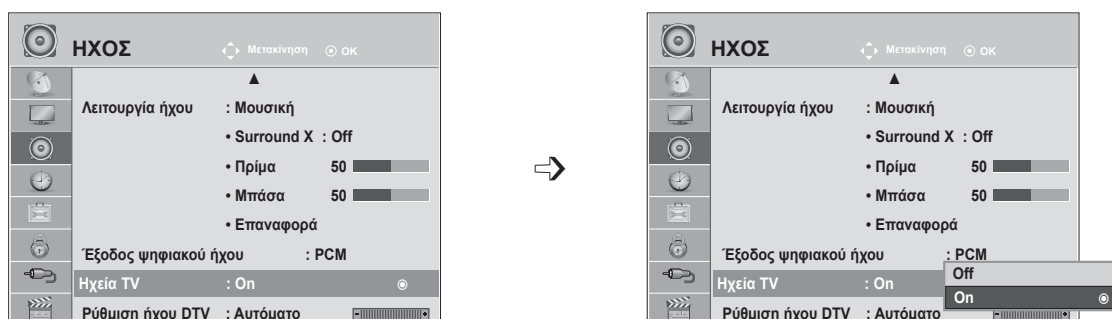 ΗΧΟΣ Μετακίνηση OK
Λειτουργία ήχου : Μουσική
• Surround X : Off
• Πρίμα 50
• Μπάσα 50
• Επαναφορά
Έξοδος ψηφιακού ήχου : PCM
Ηχεία TV : On
Ρύθμιση ήχου DTV : Αυτόματο
ΗΧΟΣ Μετακίνηση OK
Λειτουργία ήχου : Μουσική
• Surround X : Off
• Πρίμα 50
• Μπάσα 50
• Επαναφορά
Έξοδος ψηφιακού ήχου : PCM
Off
Ηχεία TV : On
On
Ρύθμιση ήχου DTV : Αυτόματο